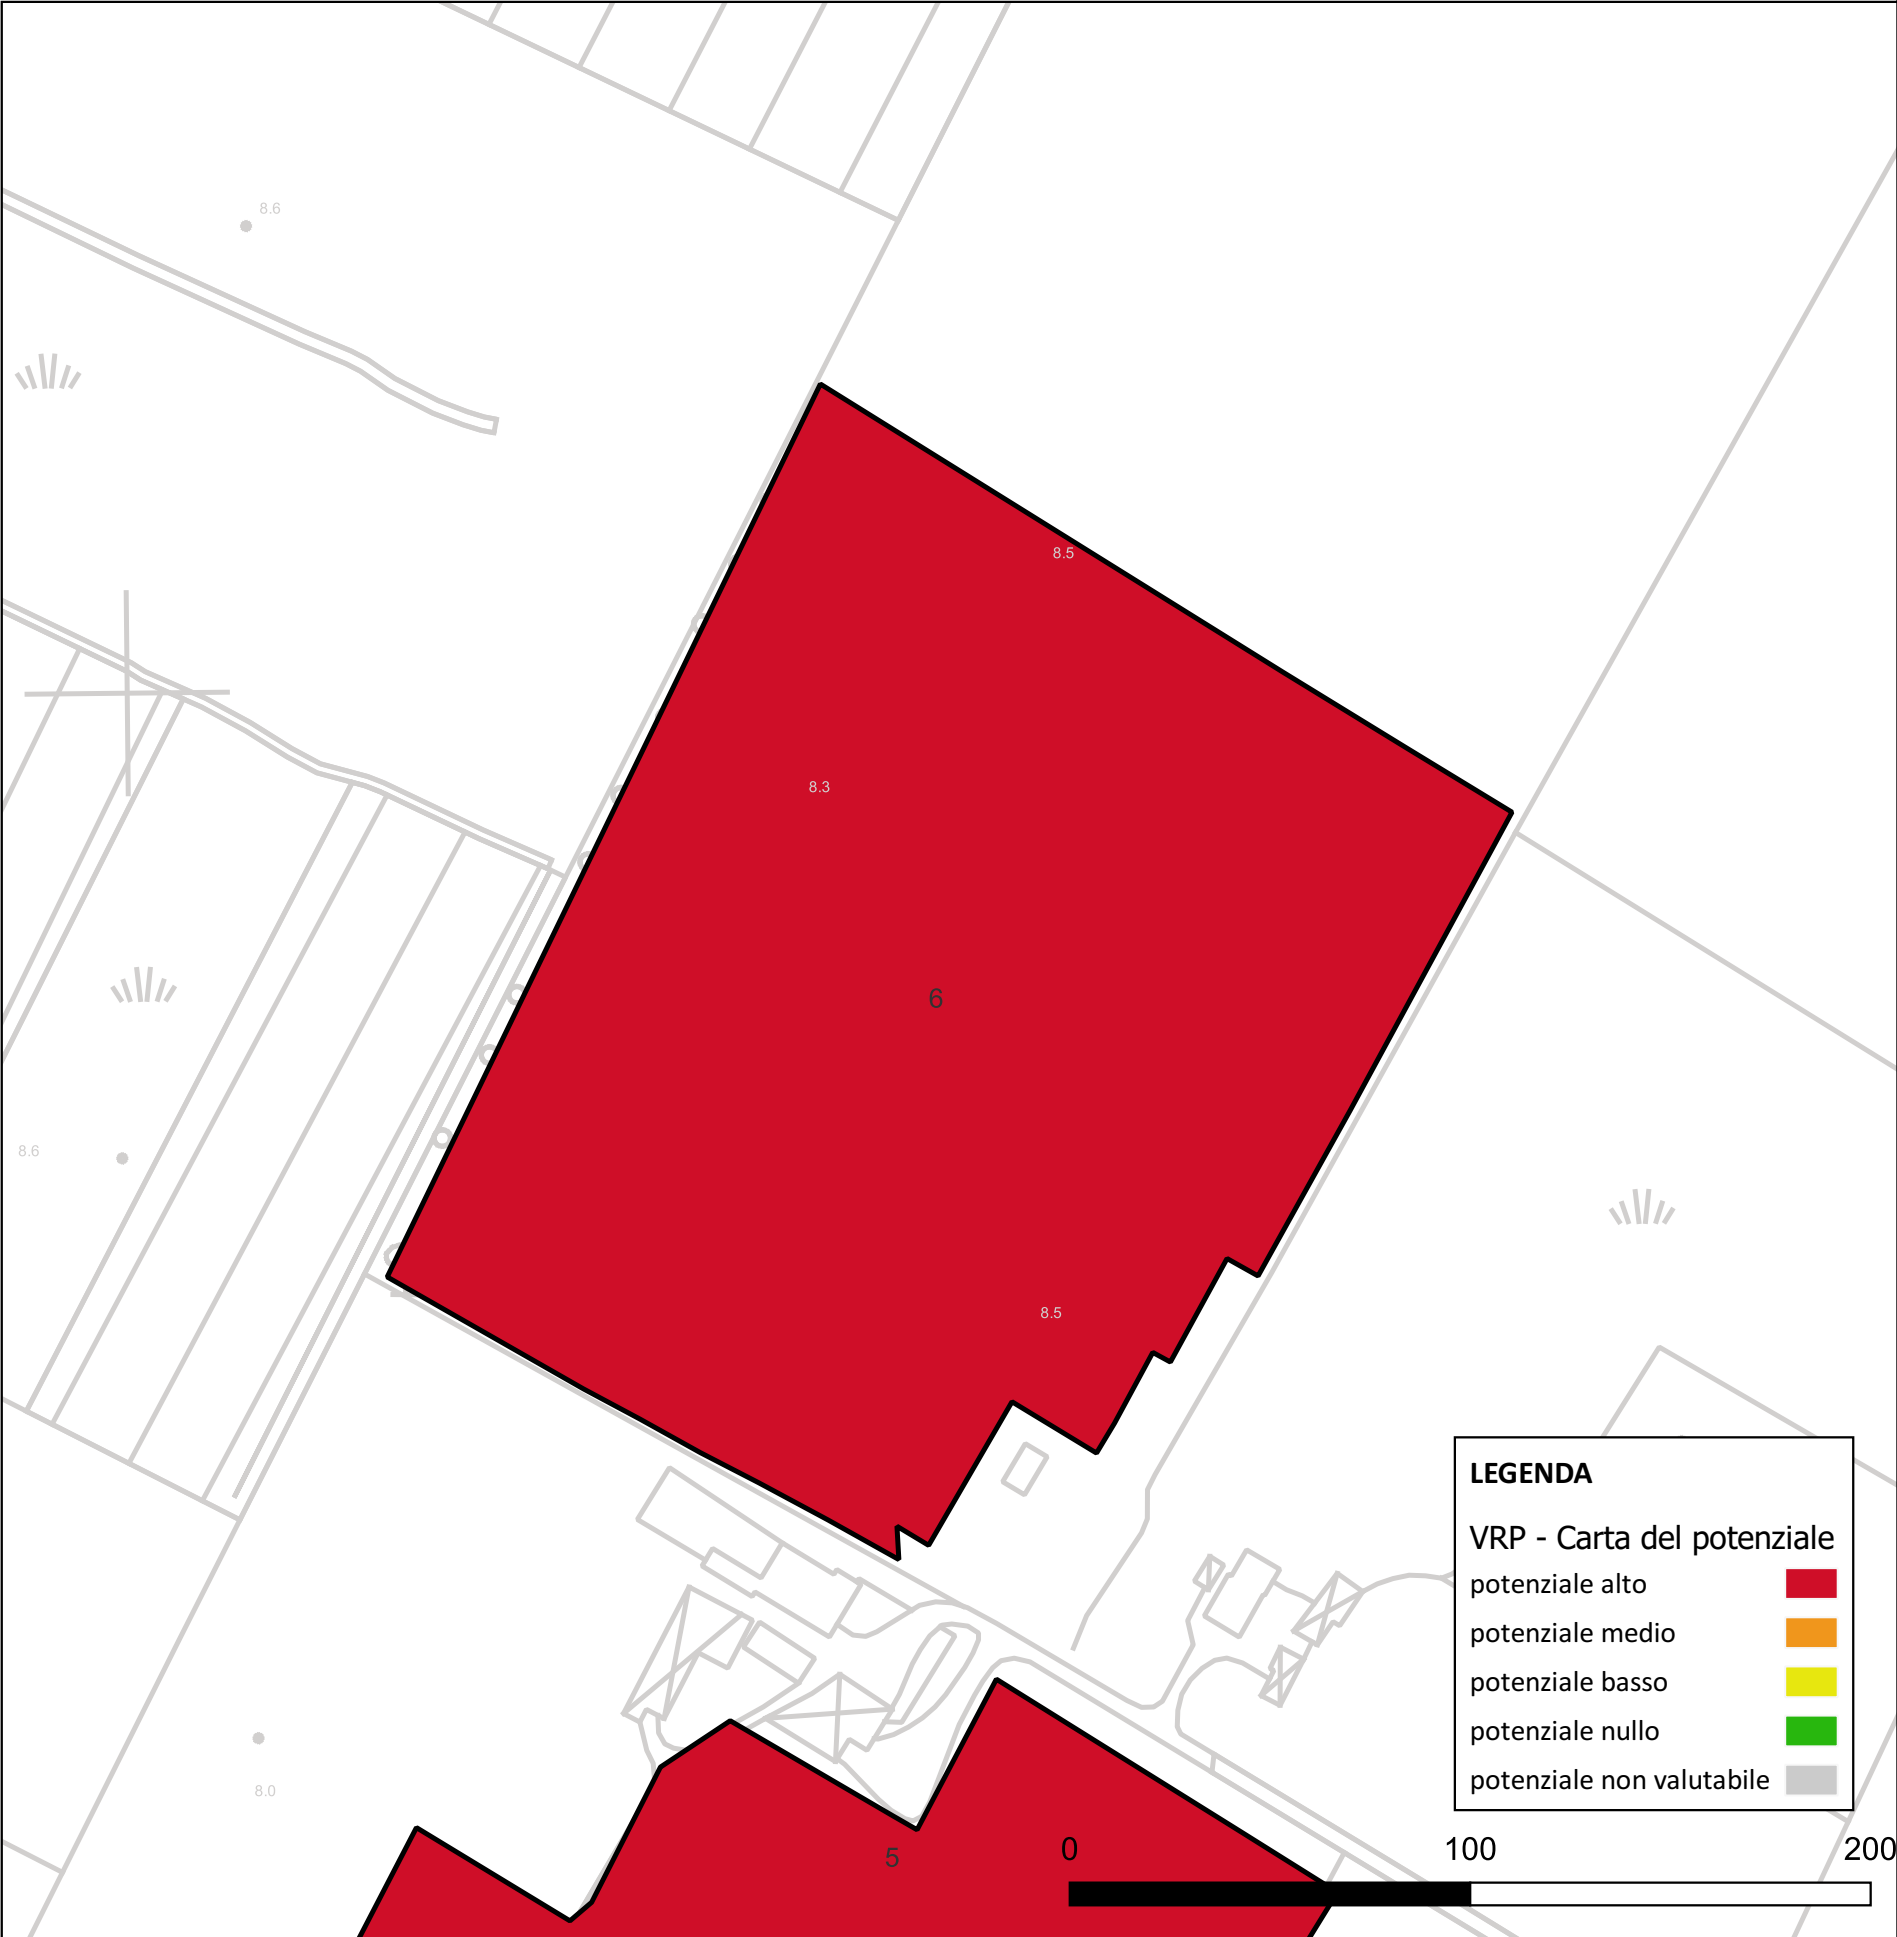 8.6
8.5
8.3
6
8.6
8.5
LEGENDA
VRP - Carta del potenziale
potenziale alto
potenziale medio
potenziale basso
potenziale nullo
potenziale non valutabile
8.0
5
0 100 200